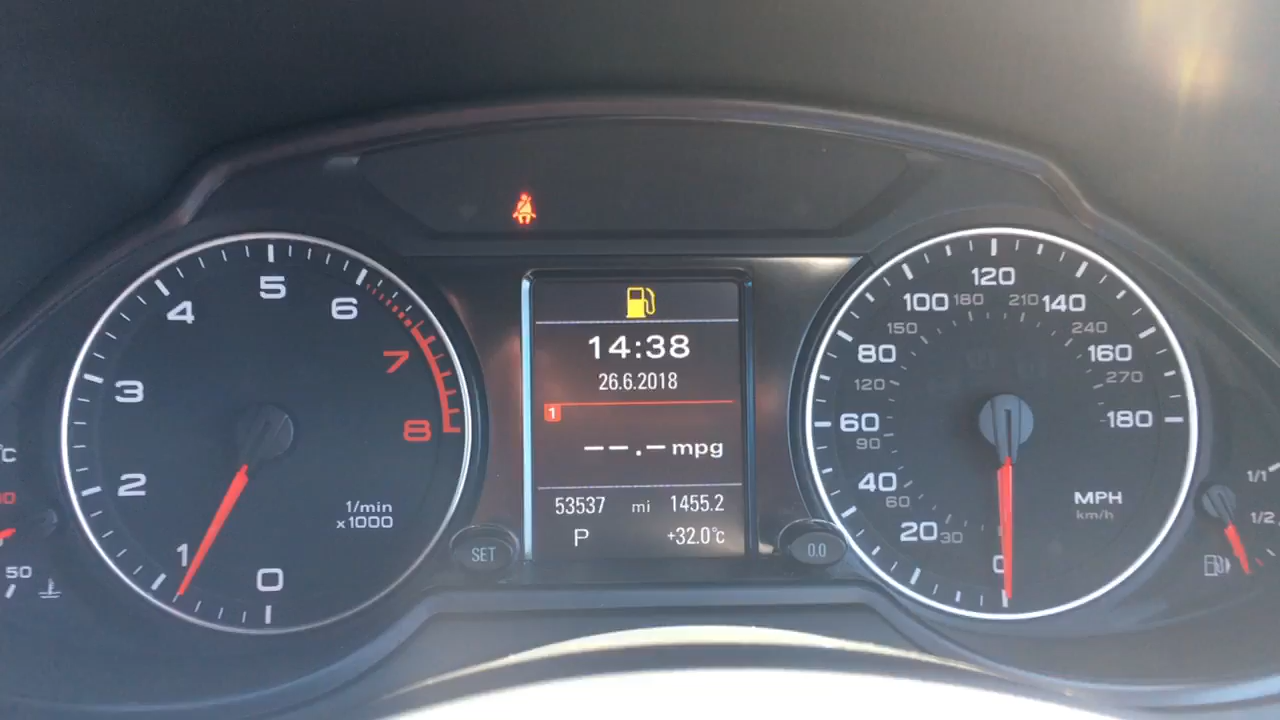 5
4
6
3
7
2
8
1
0
1/min
x1000
°C
50
SET
14:38
26.6.2018
1
--.- mpg
53537 mi 1455.2
P +32.0°c
0.0
120
100 180 210 140
150 240
80 160
120 270
60 180
90
40
60
20 30
0
MPH
km/h
1/1
1/2